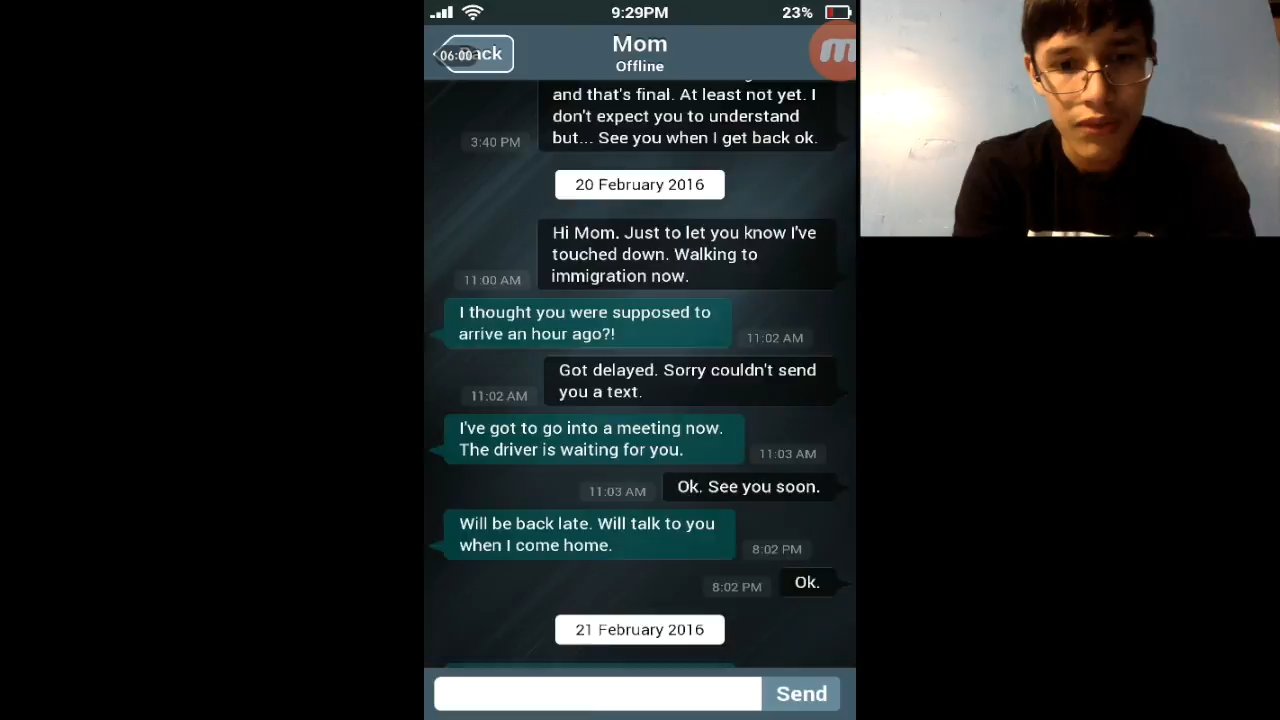 9:29PM
23%
06:00 ack
Mom
Offline
and that's final. At least not yet. I
don't expect you to understand
but... See you when I get back ok.
3:40 PM
20 February 2016
Hi Mom. Just to let you know I've
touched down. Walking to
immigration now.
11:00 AM
I thought you were supposed to
arrive an hour ago?!
11:02 AM
Got delayed. Sorry couldn't send
you a text.
11:02 AM
I've got to go into a meeting now.
The driver is waiting for you.
11:03 AM
Ok. See you soon.
11:03 AM
Will be back late. Will talk to you
when I come home.
8:02 PM
Ok.
8:02 PM
21 February 2016
Send